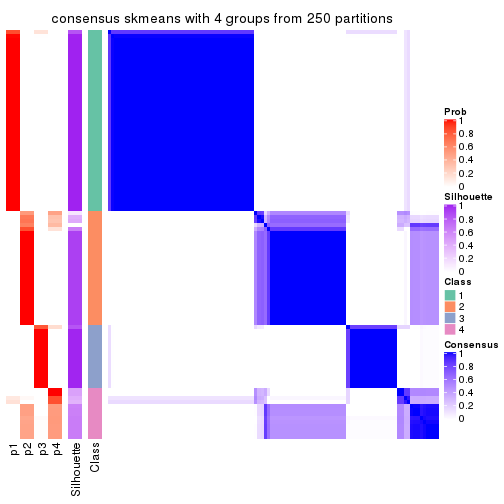 consensus skmeans with 4 groups from 250 partitions
Prob
1
0.8
0.6
0.4
0.2
0
Silhouette
1
0.8
0.6
0.4
0.2
0
Class
1
2
3
4
Consensus
1
0.8
0.6
0.4
0.2
0
p1
p2
p3
p4
Silhouette
Class